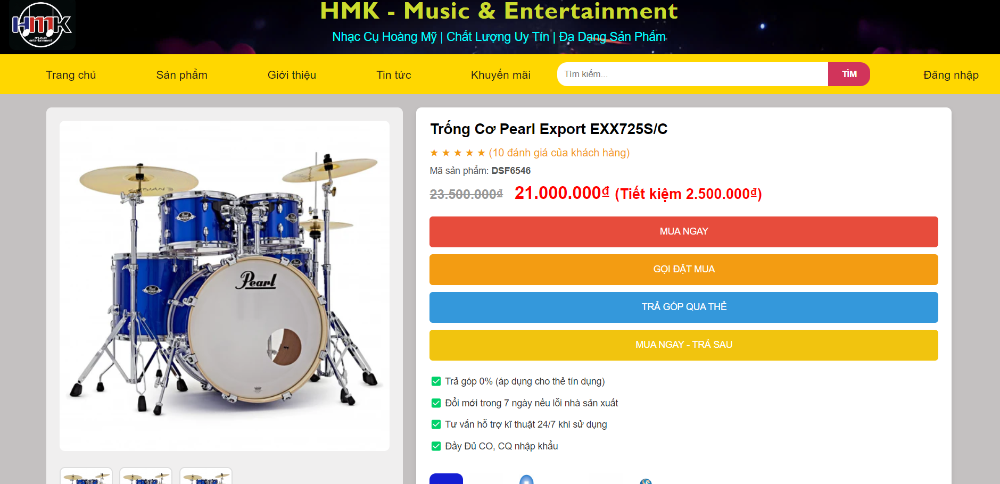 HMK - Music & Entertainment
HMK
MUSIC
entertainment
Nhạc Cụ Hoàng Mỹ | Chất Lượng Uy Tín | Đa Dạng Sản Phẩm
Trang chủ
Sản phẩm
Giới thiệu
Tin tức
Khuyến mãi
Tìm kiếm...
TÌM
Đăng nhập
SABIAN
Pearl
Pearl
Trống Cơ Pearl Export EXX725S/C
★ ★ ★ ★ ★ (10 đánh giá của khách hàng)
Mã sản phẩm: DSF6546
23.500.000₫ 21.000.000₫ (Tiết kiệm 2.500.000₫)
MUA NGAY
GỌI ĐẶT MUA
TRẢ GÓP QUA THẺ
MUA NGAY - TRẢ SAU
Trả góp 0% (áp dụng cho thẻ tín dụng)
Đổi mới trong 7 ngày nếu lỗi nhà sản xuất
Tư vấn hỗ trợ kĩ thuật 24/7 khi sử dụng
Đầy Đủ CO, CQ nhập khẩu